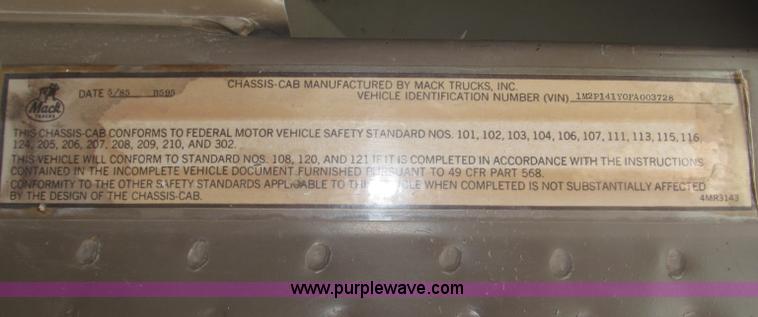 Mack
TRUCKS
DATE 5/85 B595
CHASSIS-CAB MANUFACTURED BY MACK TRUCKS, INC.
VEHICLE IDENTIFICATION NUMBER (VIN) 1M2P141Y0FA003728
THIS CHASSIS-CAB CONFORMS TO FEDERAL MOTOR VEHICLE SAFETY STANDARD NOS. 101, 102, 103, 104, 106, 107, 111, 113, 115, 116,
124, 205, 206, 207, 208, 209, 210, AND 302.
THIS VEHICLE WILL CONFORM TO STANDARD NOS. 108, 120, AND 121 IF IT IS COMPLETED IN ACCORDANCE WITH THE INSTRUCTIONS
CONTAINED IN THE INCOMPLETE VEHICLE DOCUMENT FURNISHED PURSUANT TO 49 CFR PART 568.
CONFORMITY TO THE OTHER SAFETY STANDARDS APPLICABLE TO THE VEHICLE WHEN COMPLETED IS NOT SUBSTANTIALLY AFFECTED
BY THE DESIGN OF THE CHASSIS-CAB.
4MR3143
www.purplewave.com